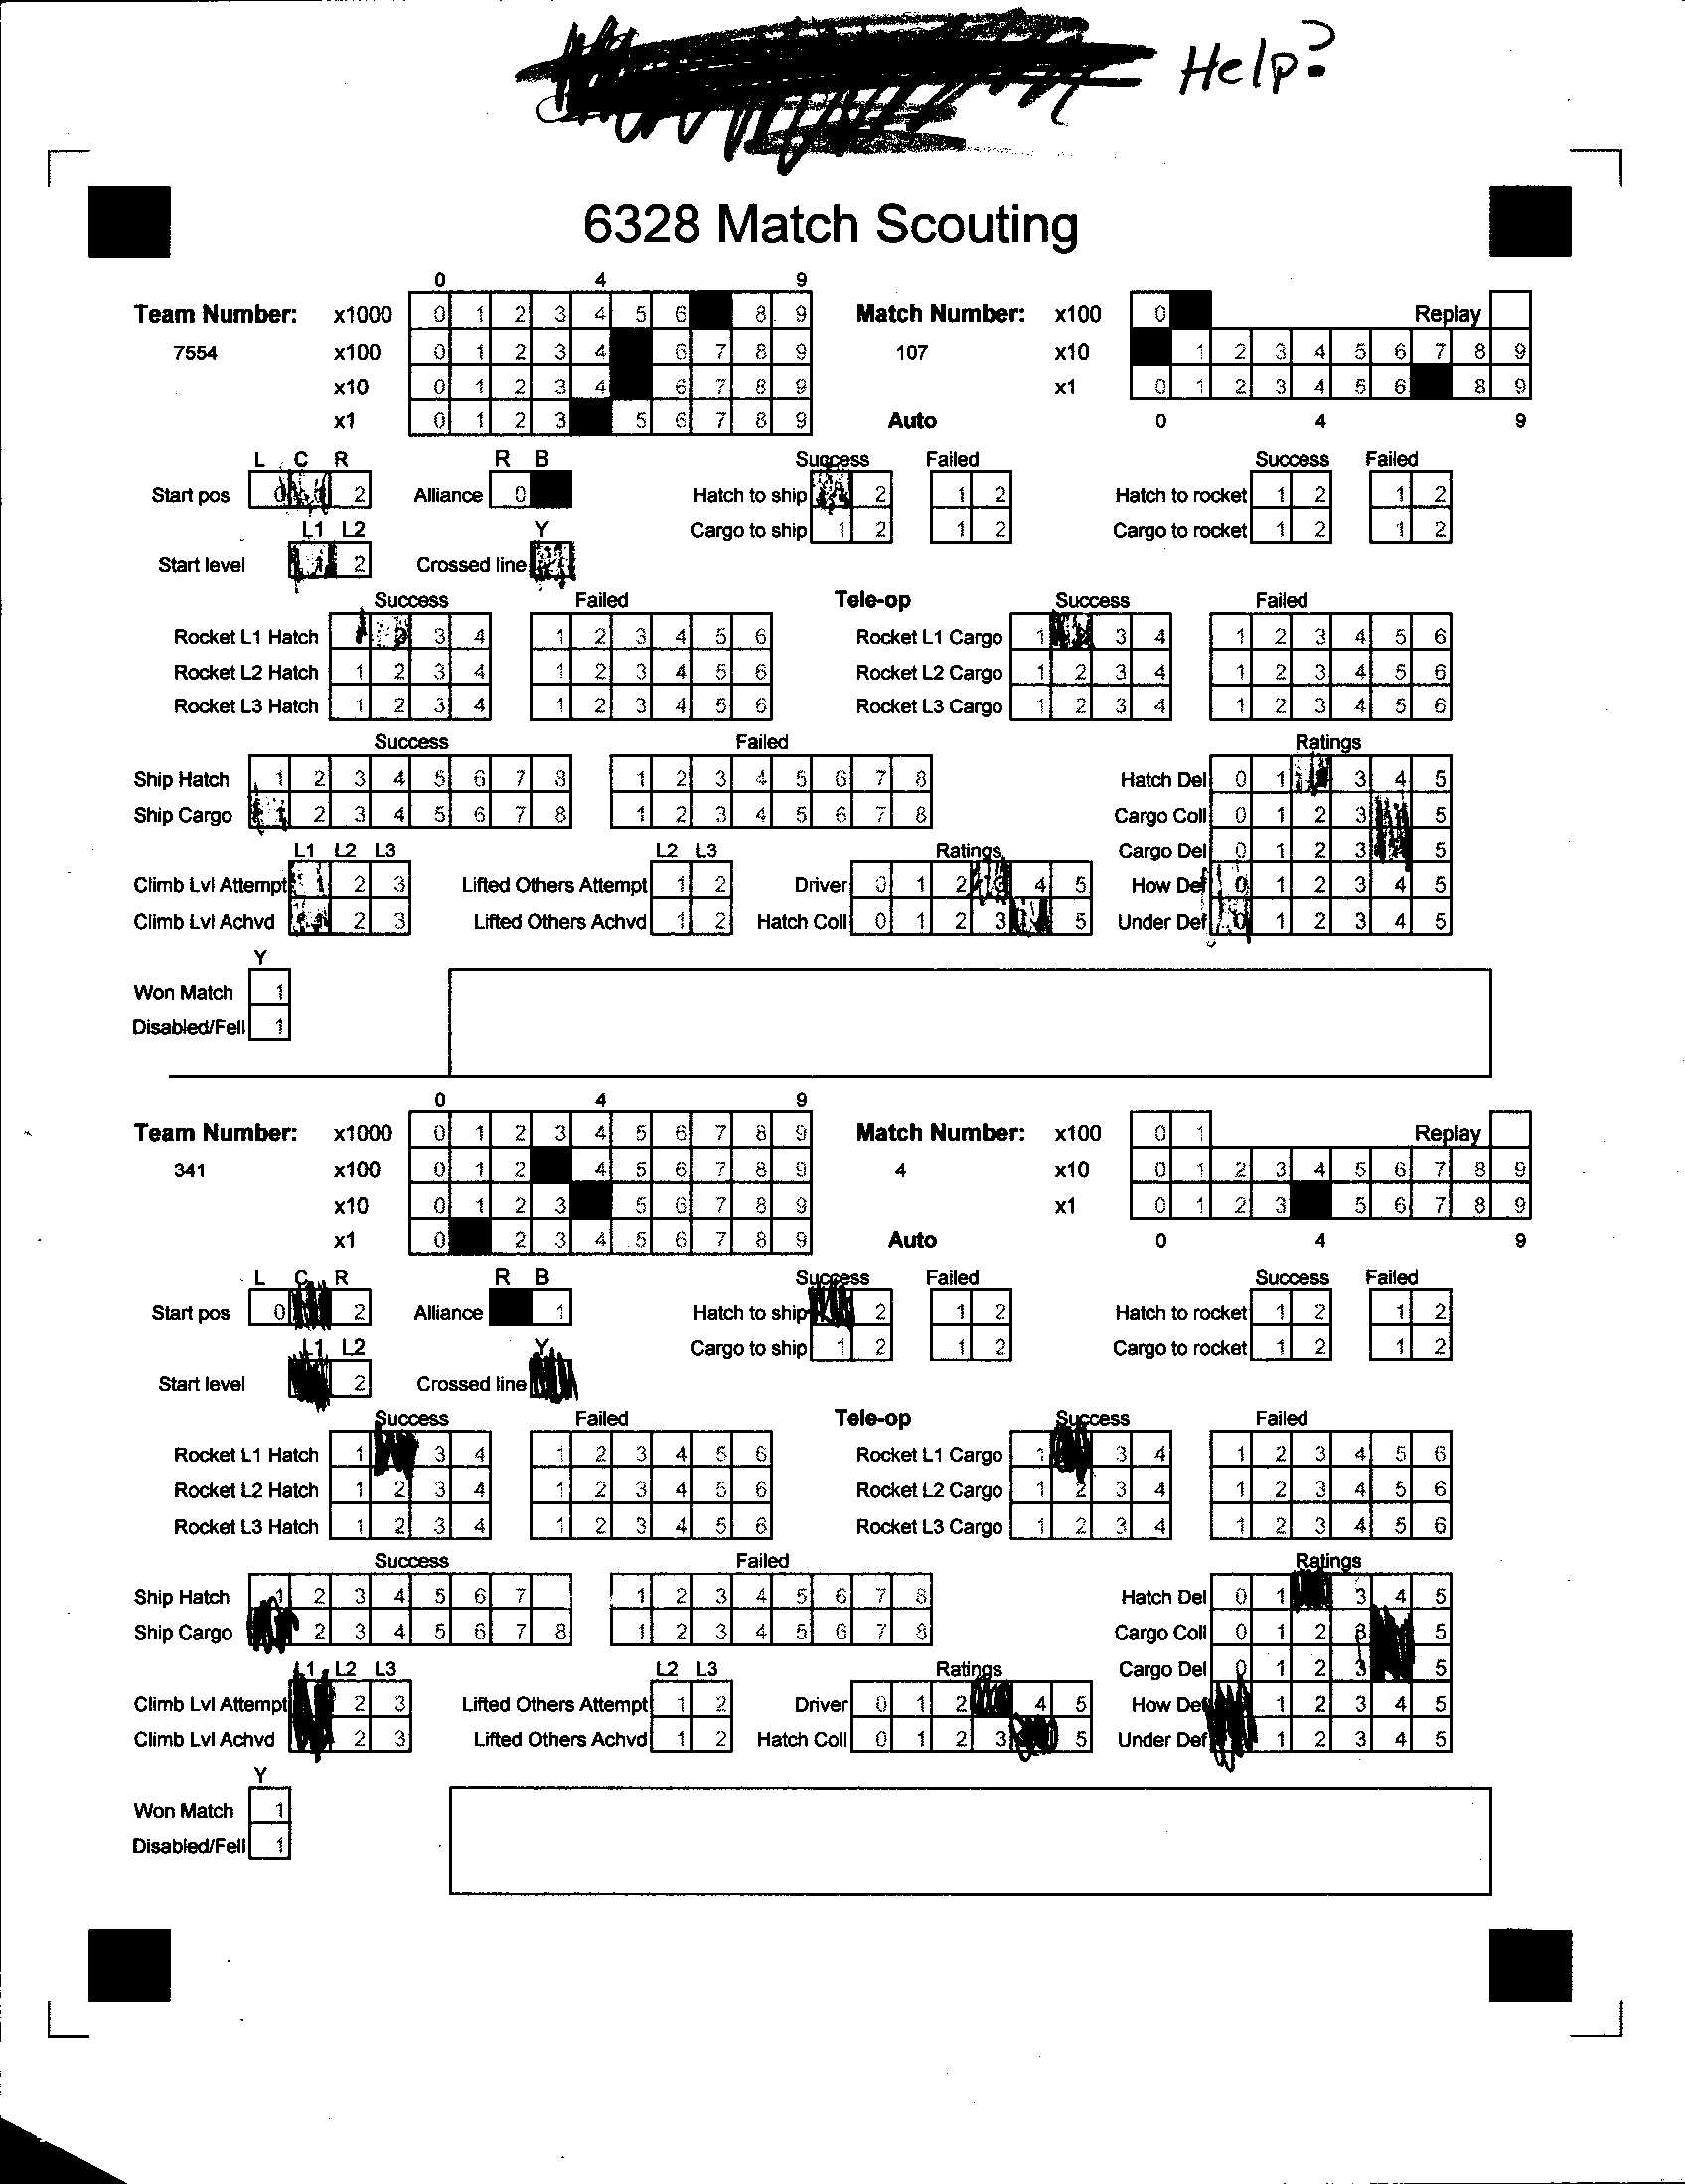 Help?
6328 Match Scouting
0 4 9
Team Number: x1000 0 1 2 3 4 5 6 8 9 Match Number: x100 0 Replay
7554 x100 0 1 2 3 4 6 7 8 9 107 x10 1 2 3 4 5 6 7 8 9
x10 0 1 2 3 4 6 7 8 9 x1 0 1 2 3 4 5 6 8 9
x1 0 1 2 3 5 6 7 8 9 Auto 0 4 9
L C R R B Success Failed Success Failed
Start pos 0 2 Alliance 0 Hatch to ship 2 1 2 Hatch to rocket 1 2 1 2
L1 L2 Y Cargo to ship 1 2 1 2 Cargo to rocket 1 2 1 2
Start level 2 Crossed line
Success Failed Tele-op Success Failed
Rocket L1 Hatch 2 3 4 1 2 3 4 5 6 Rocket L1 Cargo 1 3 4 1 2 3 4 5 6
Rocket L2 Hatch 1 2 3 4 1 2 3 4 5 6 Rocket L2 Cargo 1 2 3 4 1 2 3 4 5 6
Rocket L3 Hatch 1 2 3 4 1 2 3 4 5 6 Rocket L3 Cargo 1 2 3 4 1 2 3 4 5 6
Success Failed Ratings
Ship Hatch 1 2 3 4 5 6 7 8 1 2 3 4 5 6 7 8 Hatch Del 0 1 3 4 5
Ship Cargo 1 2 3 4 5 6 7 8 1 2 3 4 5 6 7 8 Cargo Coll 0 1 2 3 5
L1 L2 L3 L2 L3 Ratings Cargo Del 0 1 2 3 5
Climb Lvl Attempt 1 2 3 Lifted Others Attempt 1 2 Driver 0 1 2 4 5 How Def 0 1 2 3 4 5
Climb Lvl Achvd 2 3 Lifted Others Achvd 1 2 Hatch Coll 0 1 2 3 5 Under Def 0 1 2 3 4 5
Y
Won Match 1
Disabled/Fell 1
0 4 9
Team Number: x1000 0 1 2 3 4 5 6 7 8 9 Match Number: x100 0 1 Replay
341 x100 0 1 2 4 5 6 7 8 9 4 x10 0 1 2 3 4 5 6 7 8 9
x10 0 1 2 3 5 6 7 8 9 x1 0 1 2 3 5 6 7 8 9
x1 0 2 3 4 5 6 7 8 9 Auto 0 4 9
L C R R B Success Failed Success Failed
Start pos 0 2 Alliance 1 Hatch to ship 2 1 2 Hatch to rocket 1 2 1 2
L1 L2 Y Cargo to ship 1 2 1 2 Cargo to rocket 1 2 1 2
Start level 2 Crossed line
Success Failed Tele-op Success Failed
Rocket L1 Hatch 1 3 4 1 2 3 4 5 6 Rocket L1 Cargo 1 3 4 1 2 3 4 5 6
Rocket L2 Hatch 1 2 3 4 1 2 3 4 5 6 Rocket L2 Cargo 1 2 3 4 1 2 3 4 5 6
Rocket L3 Hatch 1 2 3 4 1 2 3 4 5 6 Rocket L3 Cargo 1 2 3 4 1 2 3 4 5 6
Success Failed Ratings
Ship Hatch 1 2 3 4 5 6 7 1 2 3 4 5 6 7 8 Hatch Del 0 1 3 4 5
Ship Cargo 2 3 4 5 6 7 8 1 2 3 4 5 6 7 8 Cargo Coll 0 1 2 3 5
L1 L2 L3 L2 L3 Ratings Cargo Del 0 1 2 3 5
Climb Lvl Attempt 2 3 Lifted Others Attempt 1 2 Driver 0 1 2 4 5 How Def 1 2 3 4 5
Climb Lvl Achvd 2 3 Lifted Others Achvd 1 2 Hatch Coll 0 1 2 3 5 Under Def 1 2 3 4 5
Y
Won Match 1
Disabled/Fell 1